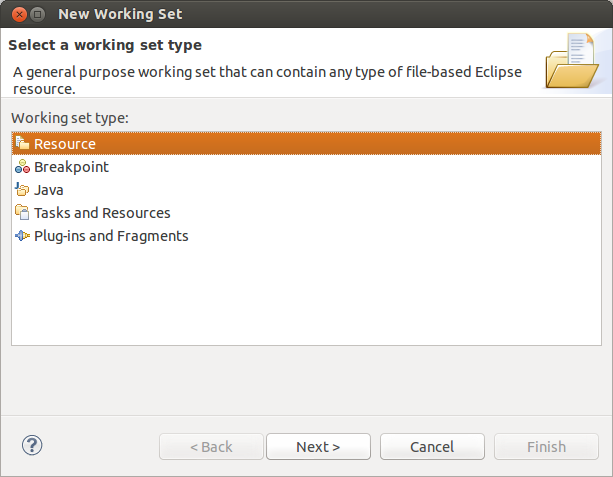 New Working Set
Select a working set type
A general purpose working set that can contain any type of file-based Eclipse
resource.
Working set type:
Resource
Breakpoint
Java
Tasks and Resources
Plug-ins and Fragments
?
< Back
Next >
Cancel
Finish